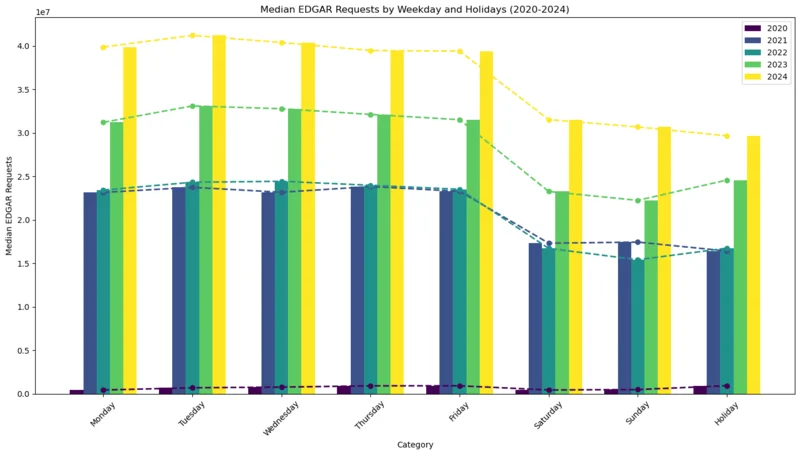 Median EDGAR Requests by Weekday and Holidays (2020-2024)
1e7
2020
2021
2022
2023
2024
4.0
3.5
3.0
2.5
2.0
1.5
1.0
0.5
0.0
Median EDGAR Requests
Monday
Tuesday
Wednesday
Thursday
Friday
Saturday
Sunday
Holiday
Category